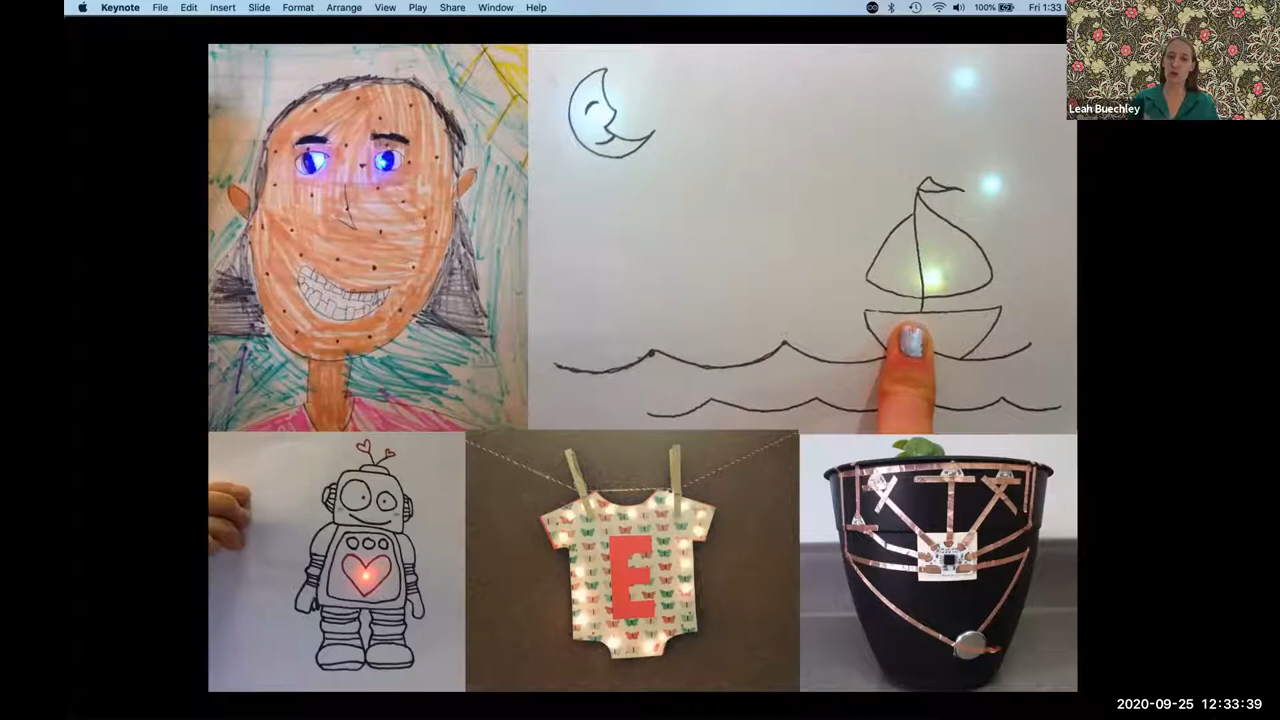 Keynote File Edit Insert Slide Format Arrange View Play Share Window Help 100% Fri 1:33
Leah Buechley
E
2020-09-25 12:33:39